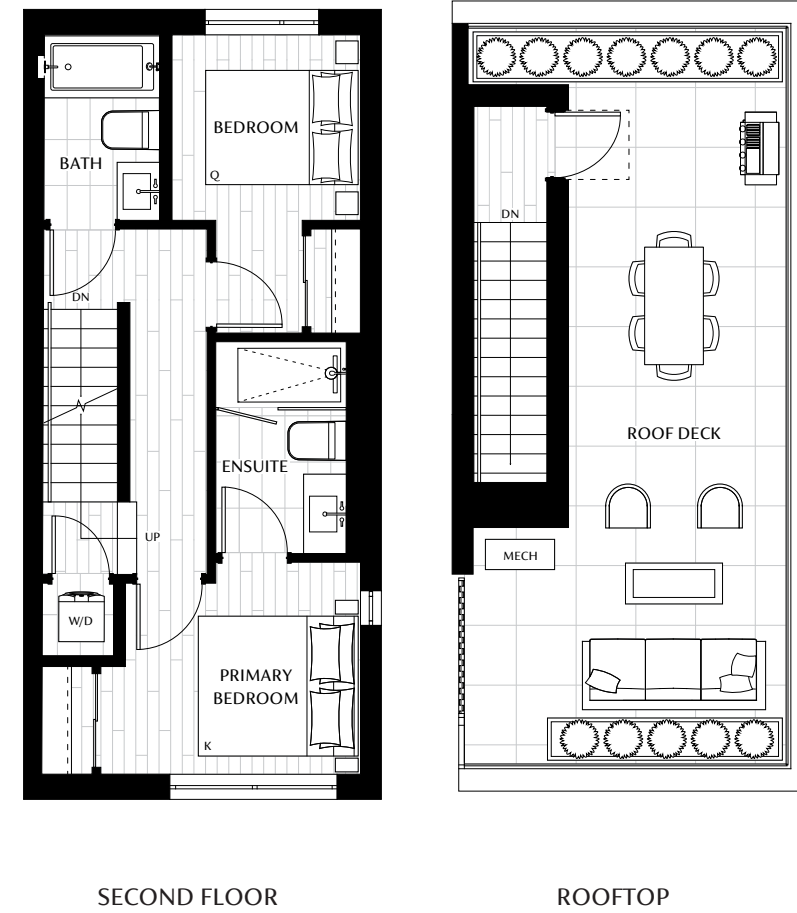 BEDROOM
Q
BATH
DN
ENSUITE
UP
W/D
PRIMARY
BEDROOM
K
SECOND FLOOR
DN
ROOF DECK
MECH
ROOFTOP